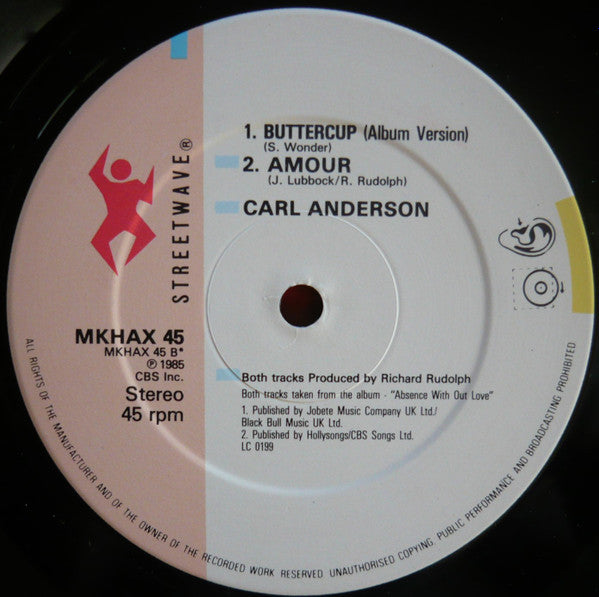 1. BUTTERCUP (Album Version)
(S. Wonder)
2. AMOUR
(J. Lubbock/R. Rudolph)
CARL ANDERSON
STREETWAVE®
MKHAX 45
MKHAX 45 B*
℗ 1985
CBS Inc.
Stereo
45 rpm
Both tracks Produced by Richard Rudolph
Both tracks taken from the album - "Absence With Out Love"
1. Published by Jobete Music Company UK Ltd./
Black Bull Music UK Ltd.
2. Published by Hollysongs/CBS Songs Ltd.
LC 0199
ALL RIGHTS OF THE MANUFACTURER AND OF THE OWNER OF THE RECORDED WORK RESERVED UNAUTHORISED COPYING PUBLIC PERFORMANCE AND BROADCASTING PROHIBITED